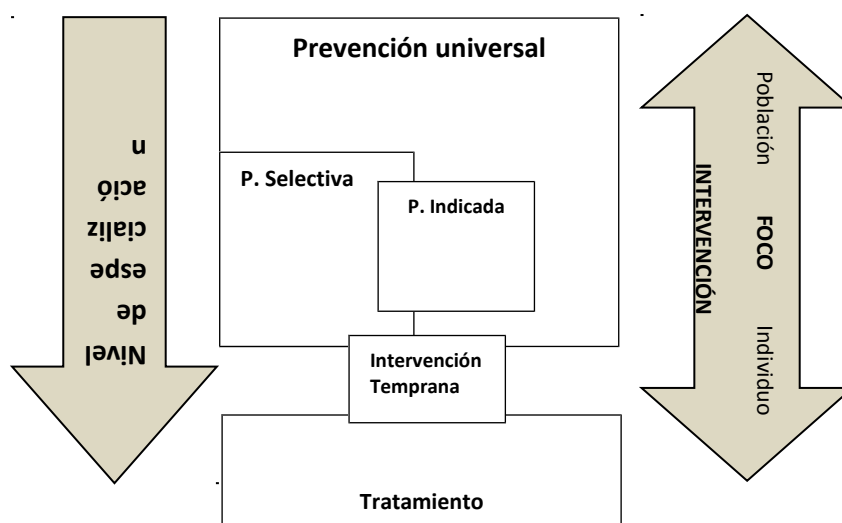 Nivel
de
espe
cializ
ació
n
Prevención universal
P. Selectiva
P. Indicada
Intervención
Temprana
Tratamiento
Población FOCO Individuo
INTERVENCIÓN